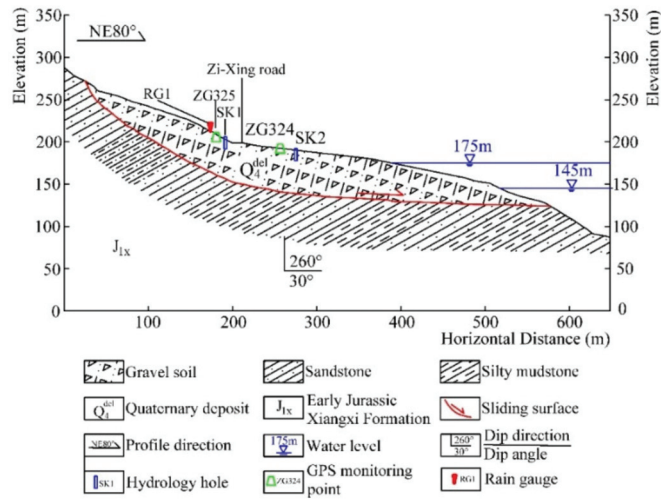 Elevation (m)
Elevation (m)
350
350
NE80°
300
300
Zi-Xing road
RG1
ZG325
SK1
250
250
ZG324
SK2
200
200
175m
Q4del
150
150
145m
100
100
J1x
260°
30°
50
50
100
200
300
400
500
600
Horizontal Distance (m)
Gravel soil
Sandstone
Silty mudstone
Q4del Quaternary deposit
J1x Early Jurassic
Xiangxi Formation
Sliding surface
NE80° Profile direction
175m Water level
260° Dip direction
30° Dip angle
SK1 Hydrology hole
ZG324 GPS monitoring
point
RG1 Rain gauge